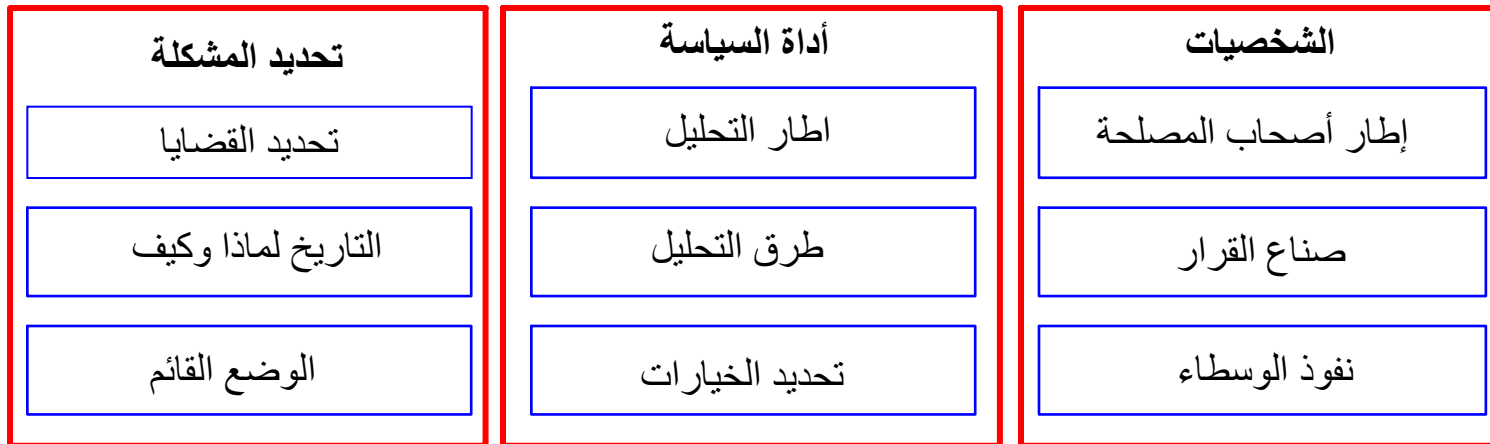 الشخصيات
إطار أصحاب المصلحة
صناع القرار
نفوذ الوسطاء
أداة السياسة
اطار التحليل
طرق التحليل
تحديد الخيارات
تحديد المشكلة
تحديد القضايا
التاريخ لماذا وكيف
الوضع القائم